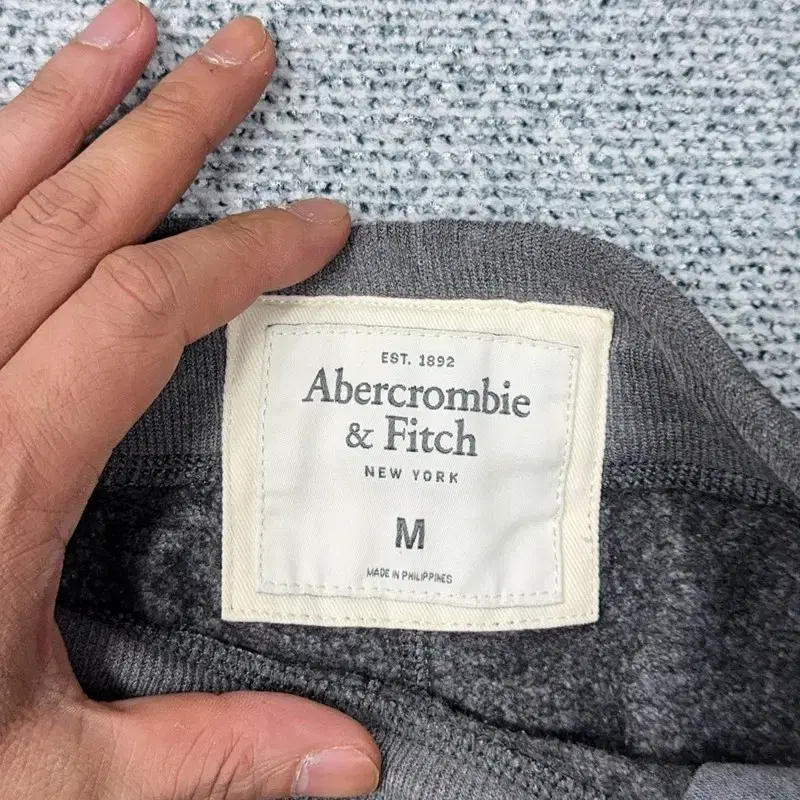 EST. 1892
Abercrombie
& Fitch
NEW YORK
M
MADE IN PHILIPPINES